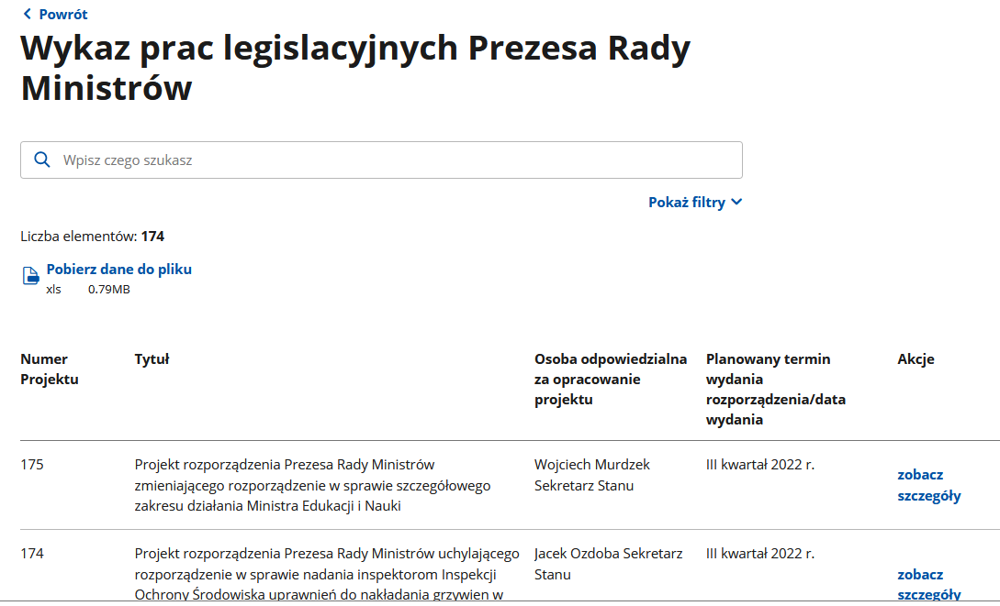 Powrót
Wykaz prac legislacyjnych Prezesa Rady
Ministrów
Wpisz czego szukasz
Pokaż filtry
Liczba elementów: 174
Pobierz dane do pliku
xls 0.79MB
Numer
Projektu
Tytuł
Osoba odpowiedzialna
za opracowanie
projektu
Planowany termin
wydania
rozporządzenia/data
wydania
Akcje
175
Projekt rozporządzenia Prezesa Rady Ministrów
zmieniającego rozporządzenie w sprawie szczegółowego
zakresu działania Ministra Edukacji i Nauki
Wojciech Murdzek
Sekretarz Stanu
III kwartał 2022 r.
zobacz
szczegóły
174
Projekt rozporządzenia Prezesa Rady Ministrów uchylającego
rozporządzenie w sprawie nadania inspektorom Inspekcji
Ochrony Środowiska uprawnień do nakładania grzywien w
Jacek Ozdoba Sekretarz
Stanu
III kwartał 2022 r.
zobacz
szczegóły